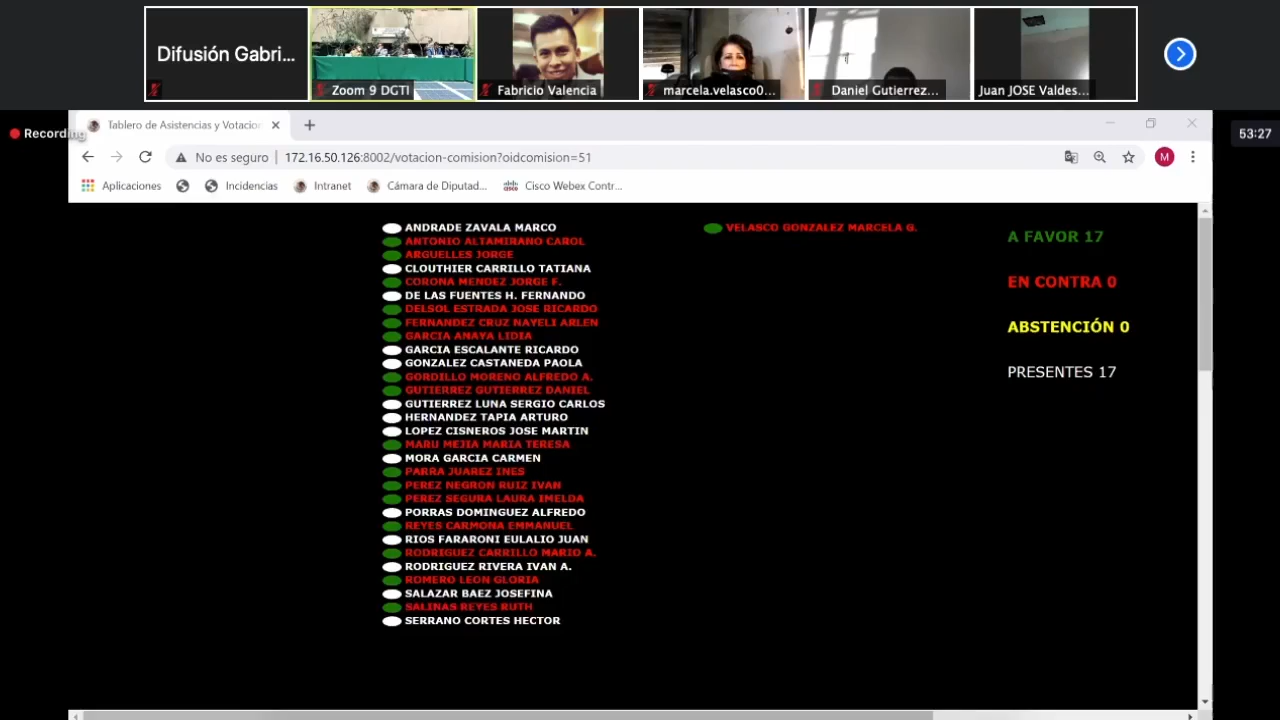 Difusión Gabri...
Zoom 9 DGTI
Fabricio Valencia
marcela.velasco0...
Daniel Gutierrez...
Juan JOSE Valdes...
Recording
53:27
Tablero de Asistencias y Votacion
No es seguro
172.16.50.126:8002/votacion-comision?oidcomision=51
M
Aplicaciones
Incidencias
Intranet
Cámara de Diputad...
Cisco Webex Contr...
ANDRADE ZAVALA MARCO
ANTONIO ALTAMIRANO CAROL
ARGUELLES JORGE
CLOUTHIER CARRILLO TATIANA
CORONA MENDEZ JORGE F.
DE LAS FUENTES H. FERNANDO
DELSOL ESTRADA JOSE RICARDO
FERNANDEZ CRUZ NAYELI ARLEN
GARCIA ANAYA LIDIA
GARCIA ESCALANTE RICARDO
GONZALEZ CASTANEDA PAOLA
GORDILLO MORENO ALFREDO A.
GUTIERREZ GUTIERREZ DANIEL
GUTIERREZ LUNA SERGIO CARLOS
HERNANDEZ TAPIA ARTURO
LOPEZ CISNEROS JOSE MARTIN
MARU MEJIA MARIA TERESA
MORA GARCIA CARMEN
PARRA JUAREZ INES
PEREZ NEGRON RUIZ IVAN
PEREZ SEGURA LAURA IMELDA
PORRAS DOMINGUEZ ALFREDO
REYES CARMONA EMMANUEL
RIOS FARARONI EULALIO JUAN
RODRIGUEZ CARRILLO MARIO A.
RODRIGUEZ RIVERA IVAN A.
ROMERO LEON GLORIA
SALAZAR BAEZ JOSEFINA
SALINAS REYES RUTH
SERRANO CORTES HECTOR
VELASCO GONZALEZ MARCELA G.
A FAVOR 17
EN CONTRA 0
ABSTENCIÓN 0
PRESENTES 17